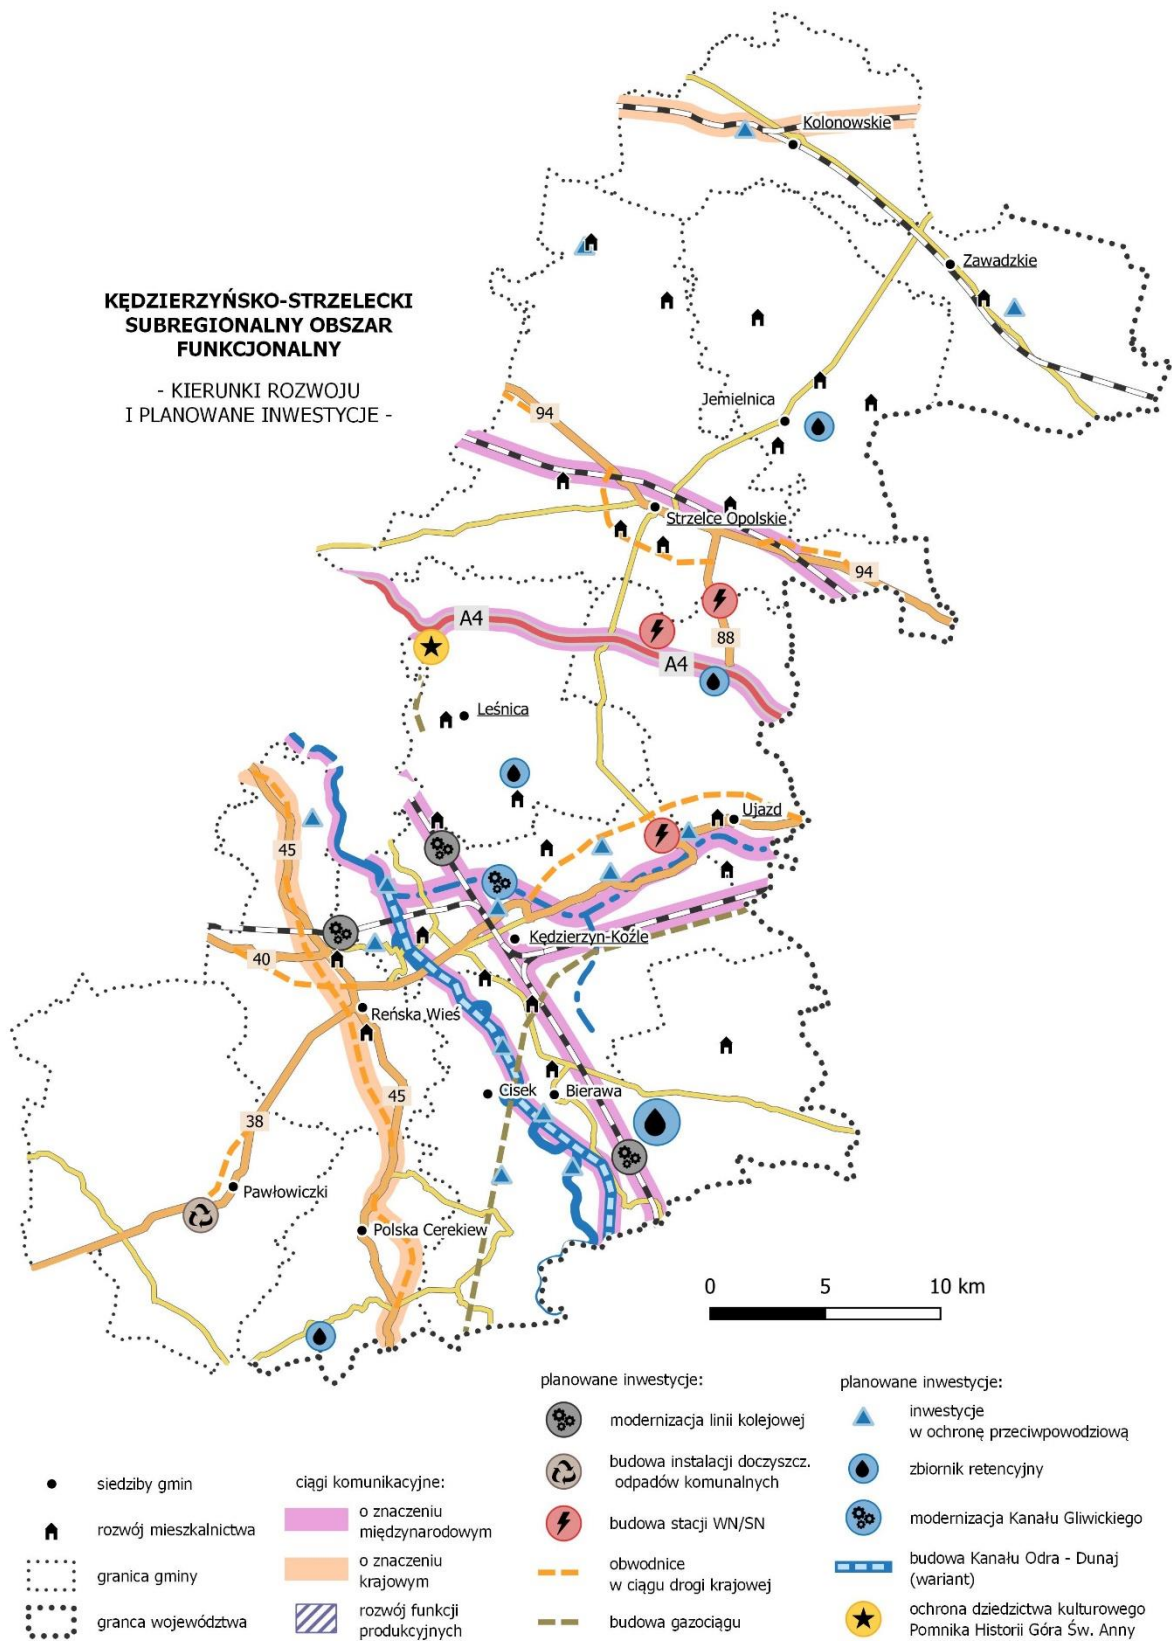 KĘDZIERZYŃSKO-STRZELECKI
SUBREGIONALNY OBSZAR
FUNKCJONALNY
- KIERUNKI ROZWOJU
I PLANOWANE INWESTYCJE -
Kolonowskie
Zawadzkie
Jemielnica
94
Strzelce Opolskie
94
A4
88
A4
Leśnica
Ujazd
45
Kędzierzyn-Koźle
40
Reńska Wieś
Cisek
Bierawa
45
38
Pawłowiczki
Polska Cerekiew
0 5 10 km
siedziby gmin
rozwój mieszkalnictwa
granica gminy
granca województwa
ciągi komunikacyjne:
o znaczeniu
międzynarodowym
o znaczeniu
krajowym
rozwój funkcji
produkcyjnych
planowane inwestycje:
modernizacja linii kolejowej
budowa instalacji doczyszcz.
odpadów komunalnych
budowa stacji WN/SN
obwodnice
w ciągu drogi krajowej
budowa gazociągu
planowane inwestycje:
inwestycje
w ochronę przeciwpowodziową
zbiornik retencyjny
modernizacja Kanału Gliwickiego
budowa Kanału Odra - Dunaj
(wariant)
ochrona dziedzictwa kulturowego
Pomnika Historii Góra Św. Anny